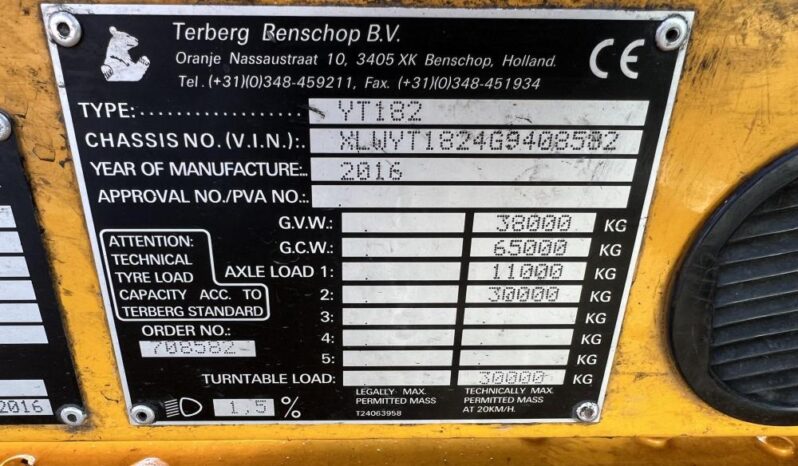 Terberg Benschop B.V.
Oranje Nassaustraat 10, 3405 XK Benschop, Holland.
Tel. (+31)(0)348-459211, Fax. (+31)(0)348-451934
CE
TYPE: YT182
CHASSIS NO. (V.I.N.): XLWYT1824G9408582
YEAR OF MANUFACTURE: 2016
APPROVAL NO./PVA NO.:
G.V.W.: 38000 KG
G.C.W.: 65000 KG
ATTENTION:
TECHNICAL
TYRE LOAD
CAPACITY ACC. TO
TERBERG STANDARD
AXLE LOAD 1: 11000 KG
2: 30000 KG
3: KG
4: KG
5: KG
ORDER NO.:
708582
TURNTABLE LOAD: 30000 KG
LEGALLY MAX.
PERMITTED MASS
TECHNICALLY MAX.
PERMITTED MASS
AT 20KM/H.
T24063958
1,5 %
2016